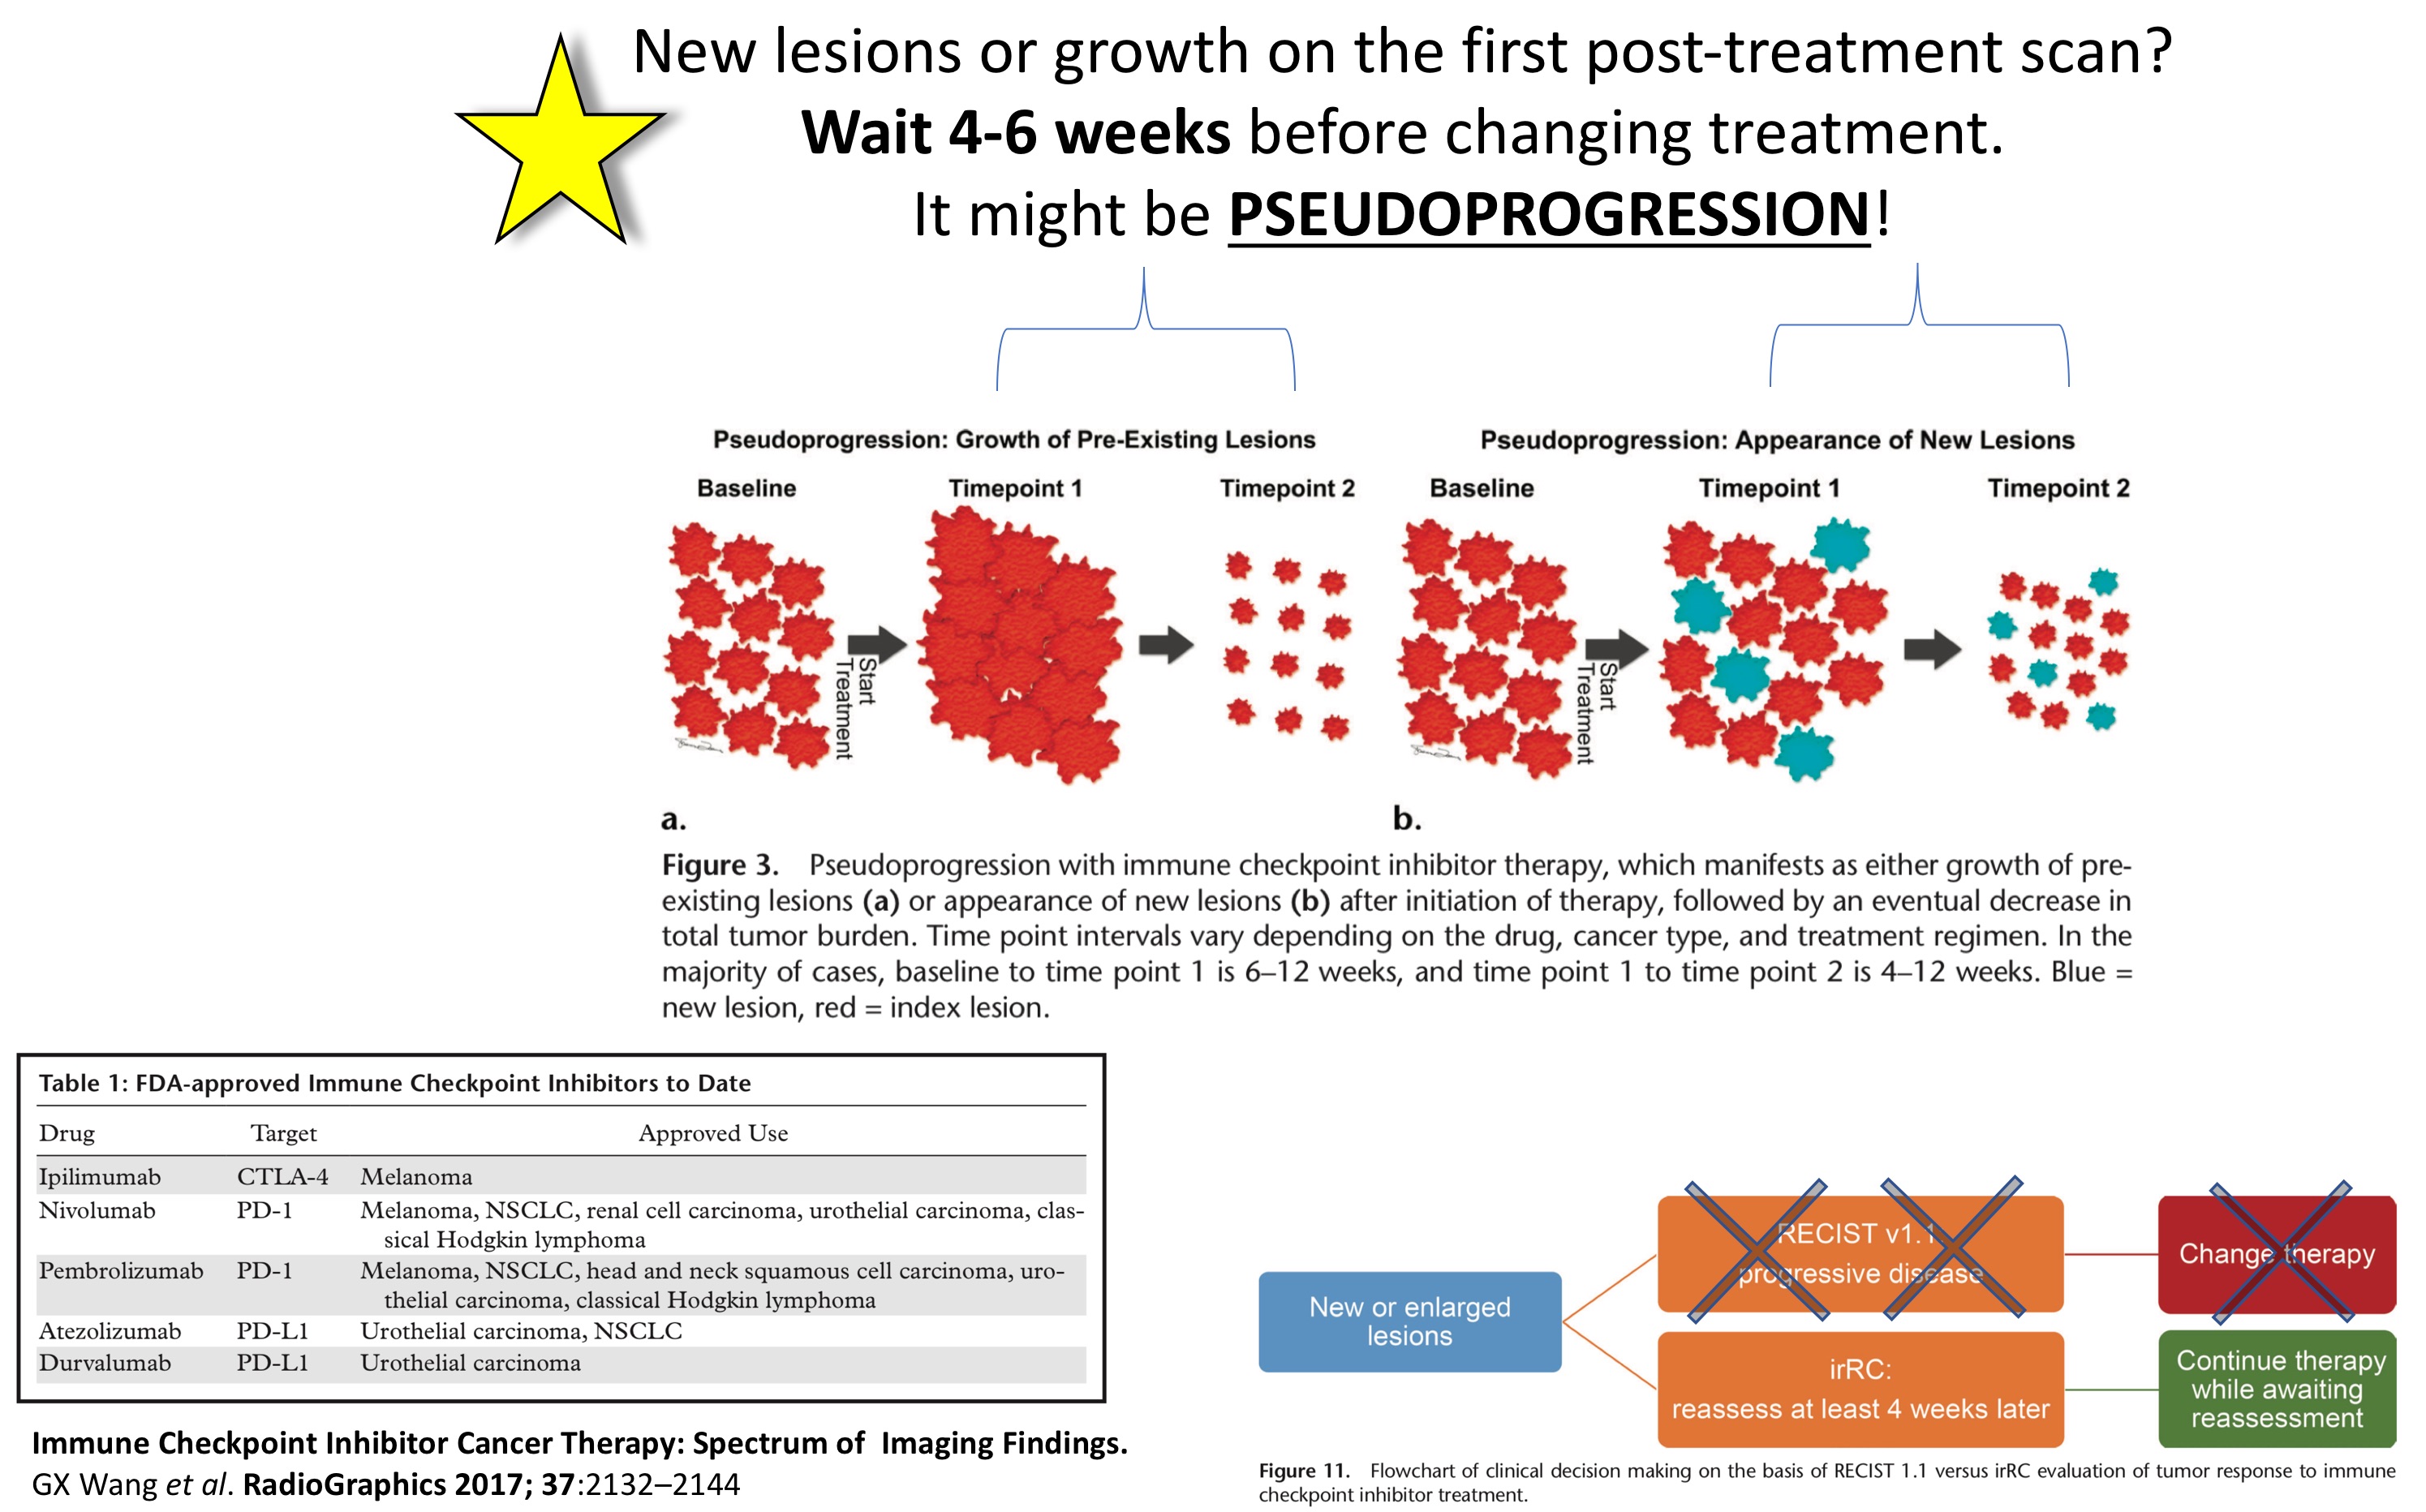 New lesions or growth on the first post-treatment scan?
Wait 4-6 weeks before changing treatment.
It might be PSEUDOPROGRESSION!
Pseudoprogression: Growth of Pre-Existing Lesions
Baseline
Timepoint 1
Timepoint 2
Start
Treatment
a.
Pseudoprogression: Appearance of New Lesions
Baseline
Timepoint 1
Timepoint 2
Start
Treatment
b.
Figure 3. Pseudoprogression with immune checkpoint inhibitor therapy, which manifests as either growth of pre-
existing lesions (a) or appearance of new lesions (b) after initiation of therapy, followed by an eventual decrease in
total tumor burden. Time point intervals vary depending on the drug, cancer type, and treatment regimen. In the
majority of cases, baseline to time point 1 is 6–12 weeks, and time point 1 to time point 2 is 4–12 weeks. Blue =
new lesion, red = index lesion.
Table 1: FDA-approved Immune Checkpoint Inhibitors to Date
Drug Target Approved Use
Ipilimumab CTLA-4 Melanoma
Nivolumab PD-1 Melanoma, NSCLC, renal cell carcinoma, urothelial carcinoma, clas-
sical Hodgkin lymphoma
Pembrolizumab PD-1 Melanoma, NSCLC, head and neck squamous cell carcinoma, uro-
thelial carcinoma, classical Hodgkin lymphoma
Atezolizumab PD-L1 Urothelial carcinoma, NSCLC
Durvalumab PD-L1 Urothelial carcinoma
Immune Checkpoint Inhibitor Cancer Therapy: Spectrum of Imaging Findings.
GX Wang et al. RadioGraphics 2017; 37:2132–2144
New or enlarged
lesions
RECIST v1.1
progressive disease
Change therapy
irRC:
reassess at least 4 weeks later
Continue therapy
while awaiting
reassessment
Figure 11. Flowchart of clinical decision making on the basis of RECIST 1.1 versus irRC evaluation of tumor response to immune
checkpoint inhibitor treatment.